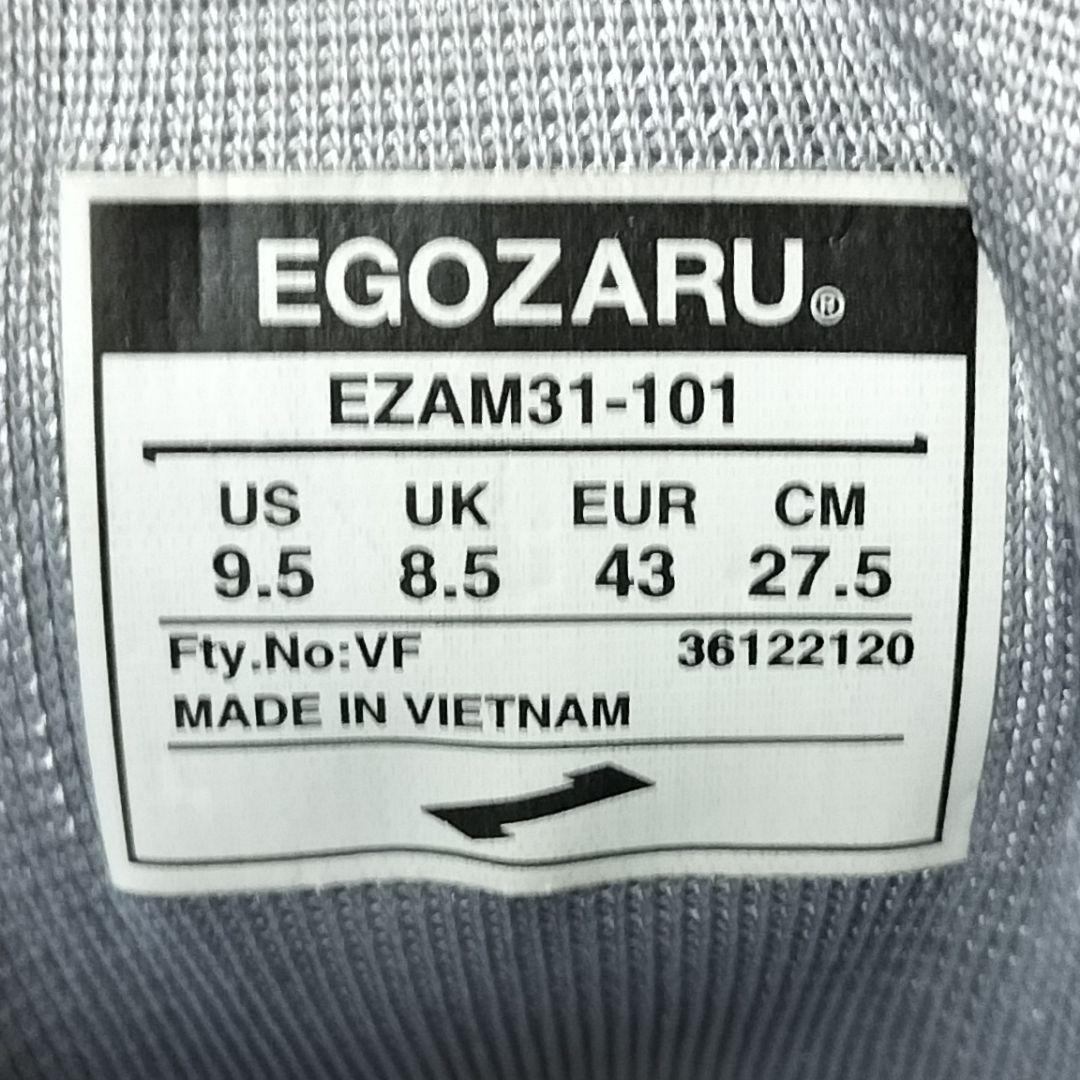 EGOZARU®
EZAM31-101
US UK EUR CM
9.5 8.5 43 27.5
Fty.No:VF 36122120
MADE IN VIETNAM